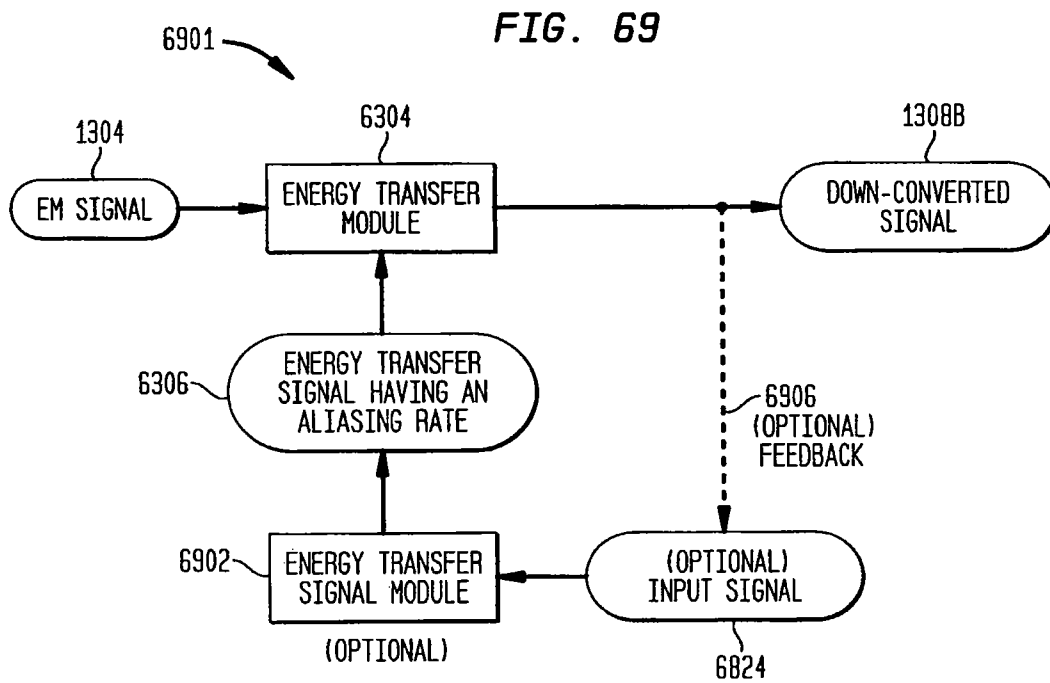 FIG. 69
6901
1304
6304
1308B
EM SIGNAL
ENERGY TRANSFER
MODULE
DOWN-CONVERTED
SIGNAL
6306
ENERGY TRANSFER
SIGNAL HAVING AN
ALIASING RATE
6906
(OPTIONAL)
FEEDBACK
6902
ENERGY TRANSFER
SIGNAL MODULE
(OPTIONAL)
(OPTIONAL)
INPUT SIGNAL
6824